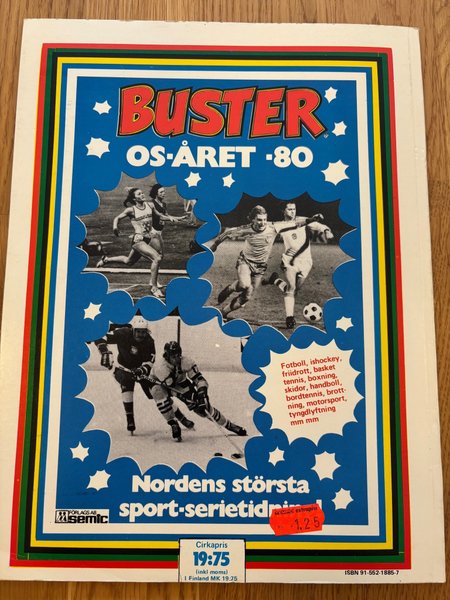 BUSTER
OS-ÅRET -80
Fotboll, ishockey,
friidrott, basket
tennis, boxning,
skidor, handboll,
bordtennis, brott-
ning, motorsport,
tyngdlyftning
mm mm
Nordens största
sport-serietidning!
1.25
FÖRLAGS AB
semic
Cirkapris
19:75
(inkl moms)
I Finland MK 19.75
ISBN 91-552-1885-7